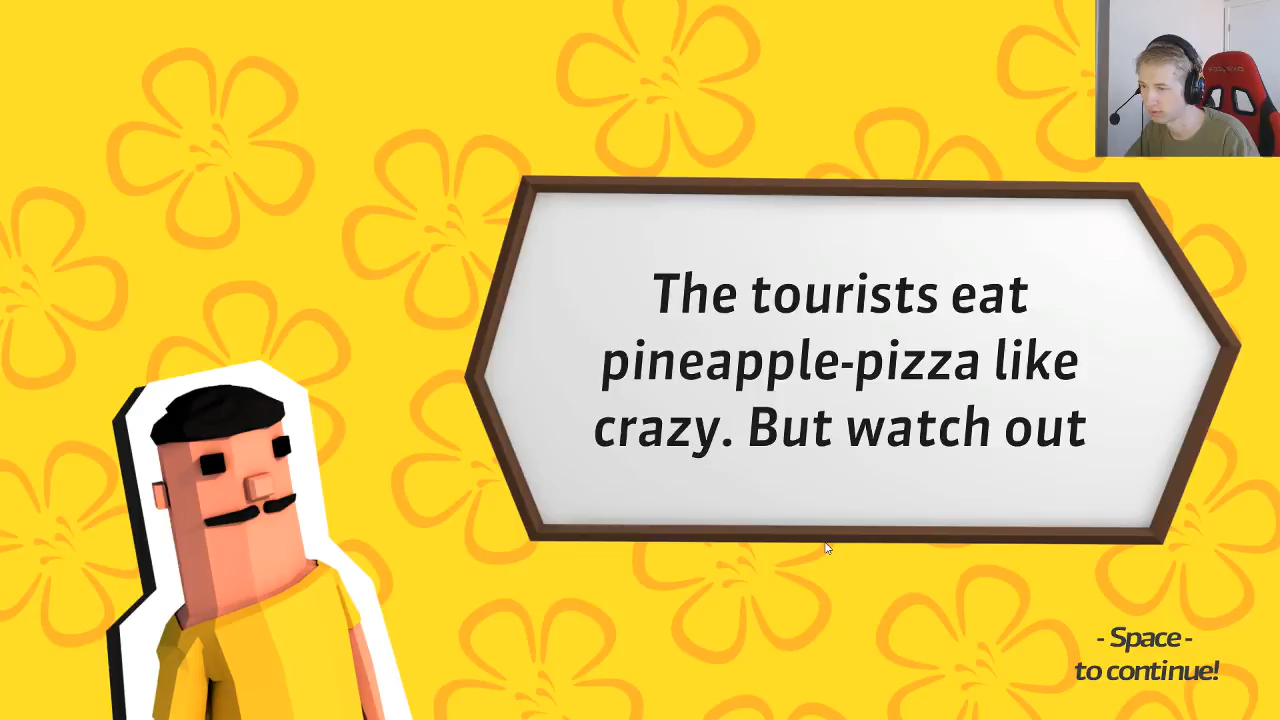 The tourists eat
pineapple-pizza like
crazy. But watch out
- Space -
to continue!